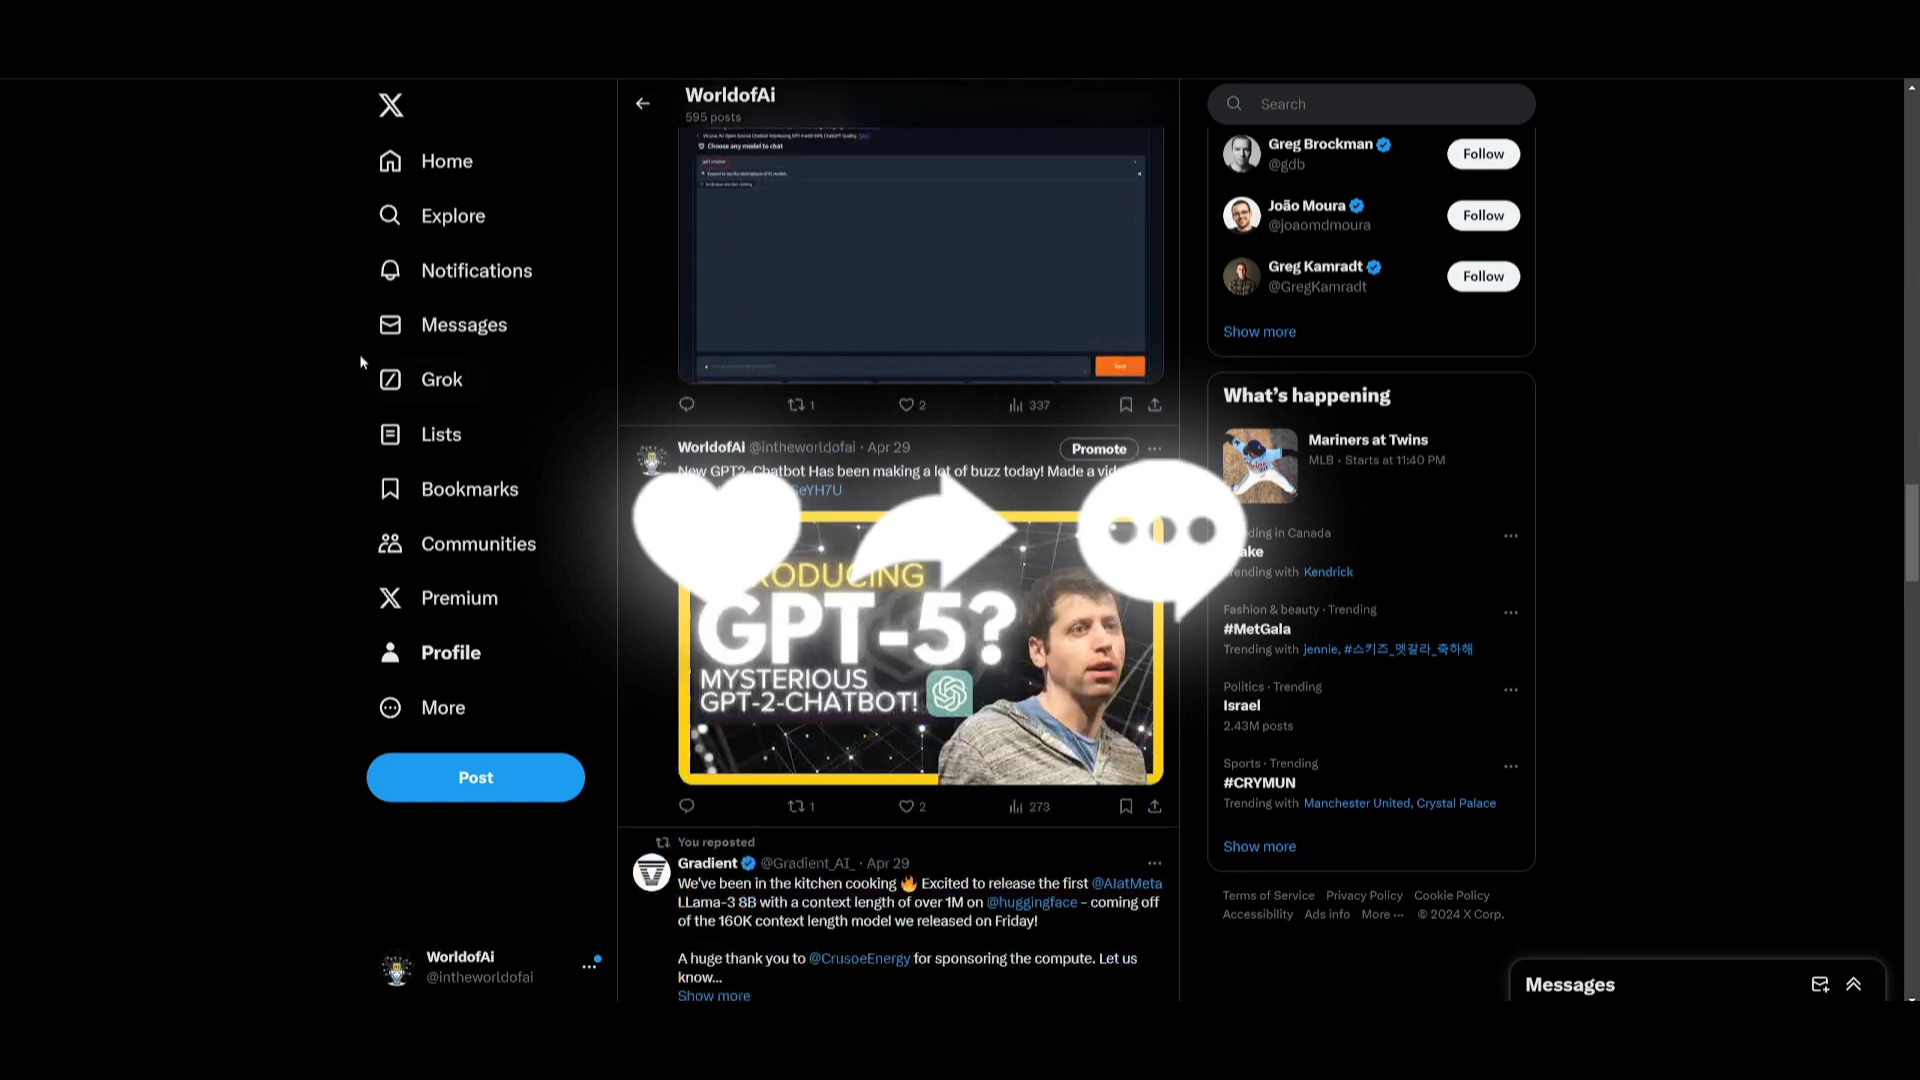 WorldofAi
595 posts
Search
Home
Explore
Notifications
Messages
Grok
Lists
Bookmarks
Communities
Premium
Profile
More
Post
WorldofAi
@intheworldofai
Choose any model to chat
1
2
337
WorldofAi @intheworldofai · Apr 29
Promote
New GPT2-Chatbot Has been making a lot of buzz today! Made a
GPT-5?
MYSTERIOUS
GPT-2-CHATBOT!
1
2
273
You reposted
Gradient @Gradient_AI_ · Apr 29
We've been in the kitchen cooking 🔥 Excited to release the first @AIatMeta
LLama-3 8B with a context length of over 1M on @huggingface - coming off
of the 160K context length model we released on Friday!
A huge thank you to @CrusoeEnergy for sponsoring the compute. Let us
know...
Show more
Greg Brockman
@gdb
Follow
João Moura
@joaomdmoura
Follow
Greg Kamradt
@GregKamradt
Follow
Show more
What's happening
Mariners at Twins
MLB · Starts at 11:40 PM
in Canada
with Kendrick
Fashion & beauty · Trending
#MetGala
Trending with jennie, #스키즈_멧갈라_축하해
Politics · Trending
Israel
2.43M posts
Sports · Trending
#CRYMUN
Trending with Manchester United, Crystal Palace
Show more
Terms of Service Privacy Policy Cookie Policy
Accessibility Ads info More ··· © 2024 X Corp.
Messages